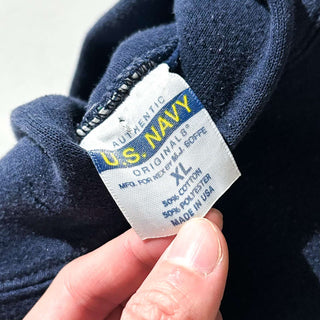 AUTHENTIC
U.S. NAVY
ORIGINALS®
MFG. FOR NEX BY M.J. SOFFE
XL
50% COTTON
50% POLYESTER
MADE IN USA